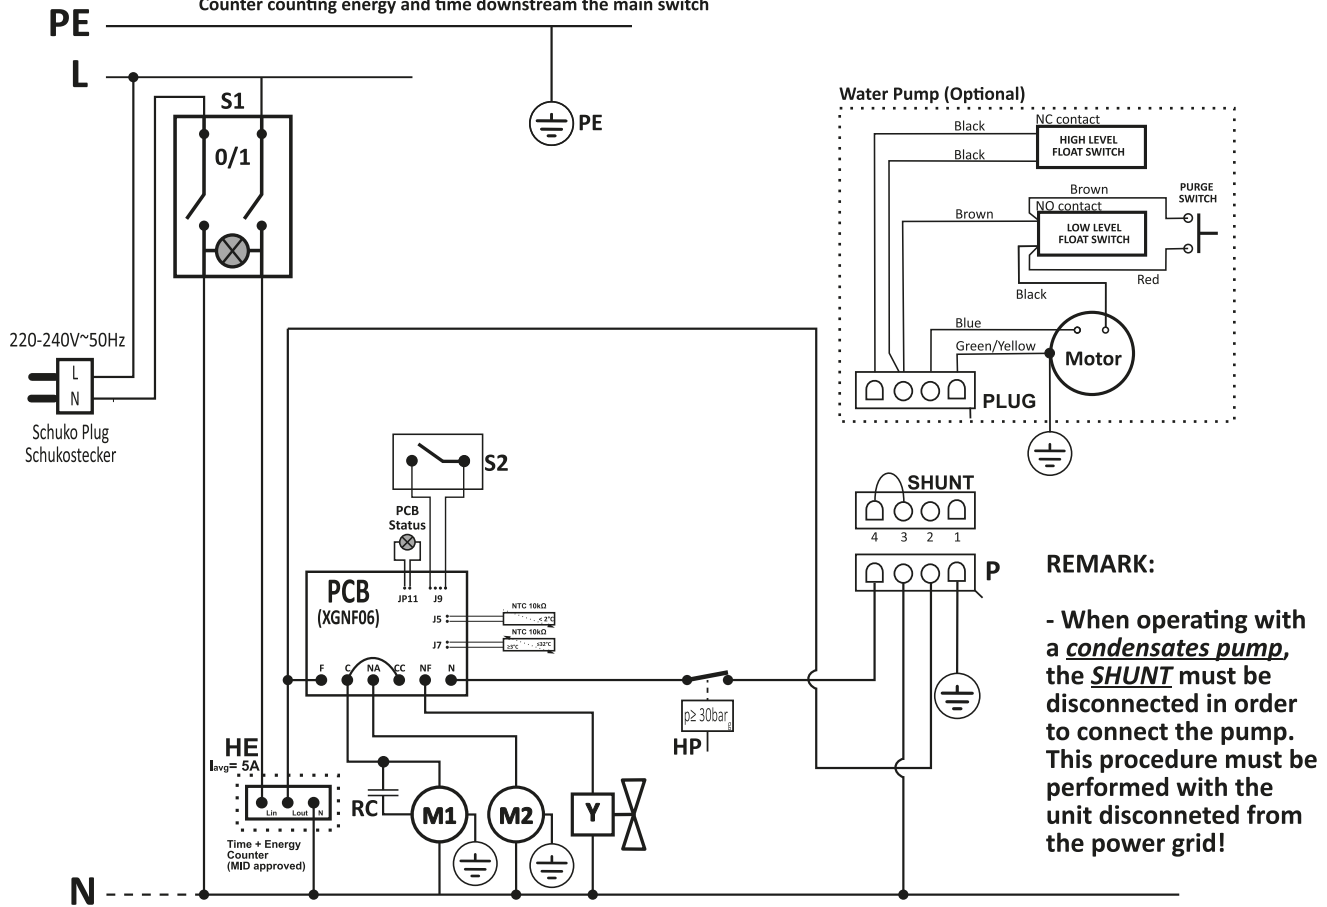 Counter counting energy and time downstream the main switch
PE
L
S1
0/1
PE
Water Pump (Optional)
NC contact
Black
HIGH LEVEL
FLOAT SWITCH
Black
Brown
PURGE
SWITCH
NO contact
Brown
LOW LEVEL
FLOAT SWITCH
Red
Black
Blue
Green/Yellow
Motor
PLUG
220-240V~50Hz
L
N
Schuko Plug
Schukostecker
S2
PCB
Status
SHUNT
4 3 2 1
P
PCB
(XGNF06)
JP11 J9
J5
NTC 10kΩ
< 2°C
J7
NTC 10kΩ
F C NA CC NF N
p≥ 30bar
HP
HE
Iavg= 5A
Lin Lout N
Time + Energy
Counter
(MID approved)
RC
M1
M2
Y
N
REMARK:
- When operating with
a condensates pump,
the SHUNT must be
disconnected in order
to connect the pump.
This procedure must be
performed with the
unit disconneted from
the power grid!